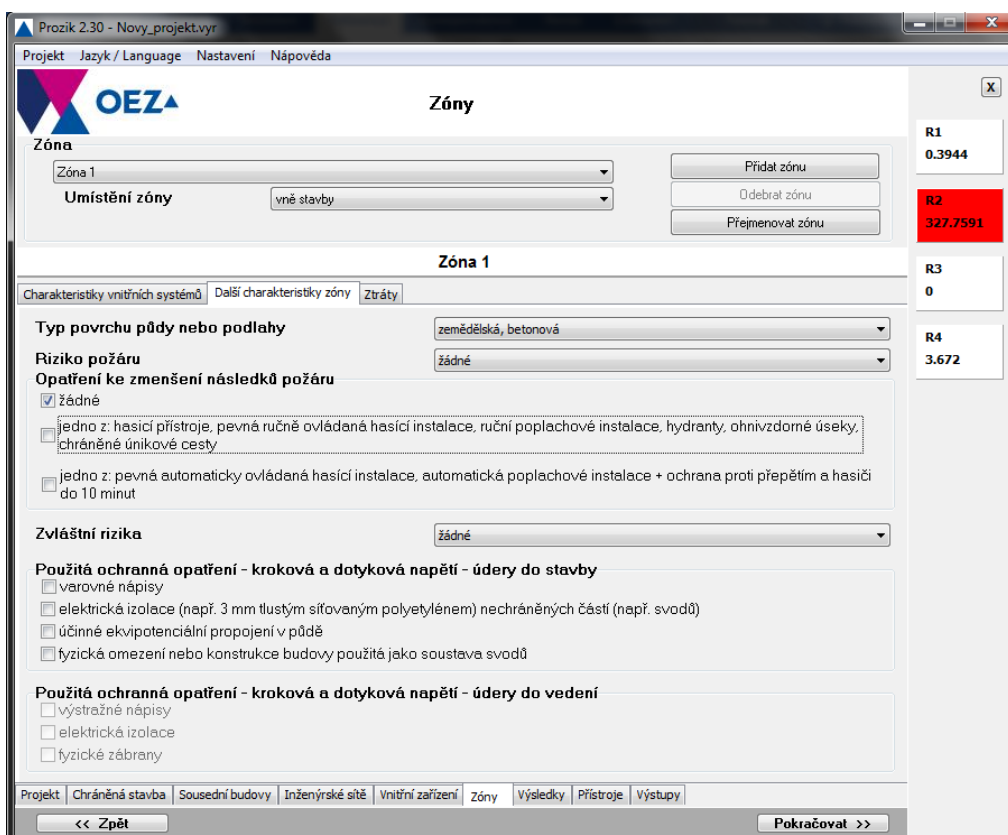 Prozik 2.30 - Novy_projekt.vyr
Projekt Jazyk / Language Nastavení Nápověda
X
OEZ
Zóny
R1
0.3944
Zóna
Zóna 1
Přidat zónu
Umístění zóny
vně stavby
Odebrat zónu
R2
327.7591
Přejmenovat zónu
Zóna 1
R3
0
Charakteristiky vnitřních systémů Další charakteristiky zóny Ztráty
Typ povrchu půdy nebo podlahy
zemědělská, betonová
R4
3.672
Riziko požáru
žádné
Opatření ke zmenšení následků požáru
žádné
jedno z: hasicí přístroje, pevná ručně ovládaná hasící instalace, ruční poplachové instalace, hydranty, ohnivzdorné úseky,
chráněné únikové cesty
jedno z: pevná automaticky ovládaná hasící instalace, automatická poplachové instalace + ochrana proti přepětím a hasiči
do 10 minut
Zvláštní rizika
žádné
Použitá ochranná opatření - kroková a dotyková napětí - údery do stavby
varovné nápisy
elektrická izolace (např. 3 mm tlustým síťovaným polyetylénem) nechráněných částí (např. svodů)
účinné ekvipotenciální propojení v půdě
fyzická omezení nebo konstrukce budovy použitá jako soustava svodů
Použitá ochranná opatření - kroková a dotyková napětí - údery do vedení
výstražné nápisy
elektrická izolace
fyzické zábrany
Projekt Chráněná stavba Sousední budovy Inženýrské sítě Vnitřní zařízení Zóny Výsledky Přístroje Výstupy
<< Zpět
Pokračovat >>